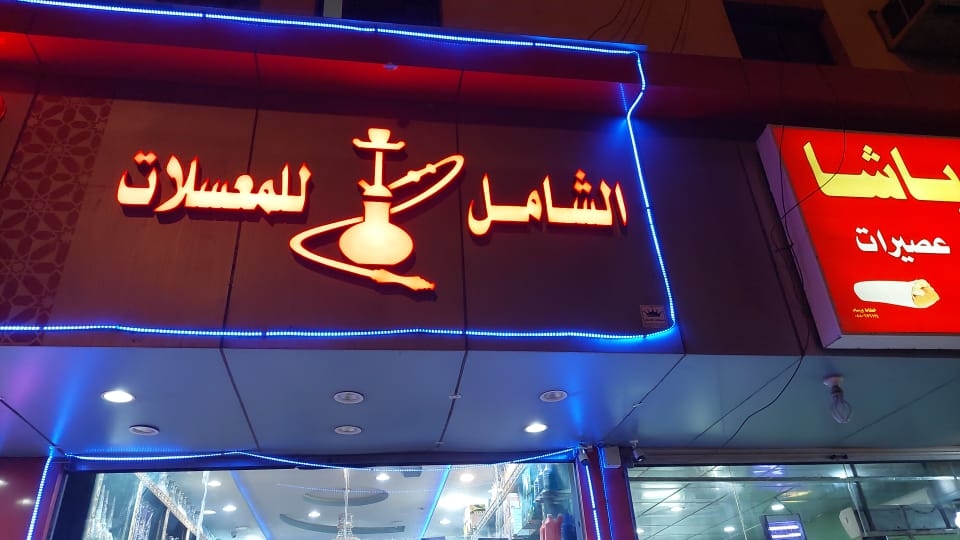 الشامل للمعسلات
باشا
عصيرات